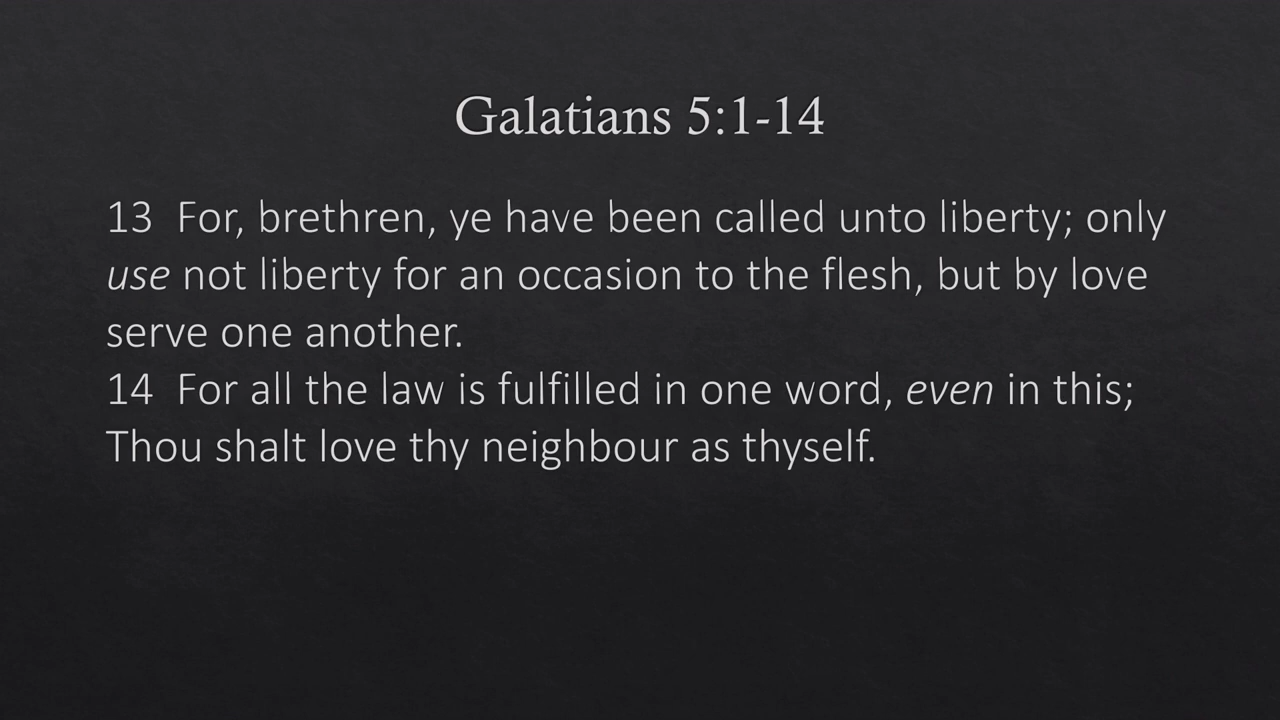 Galatians 5:1-14
13  For, brethren, ye have been called unto liberty; only
use not liberty for an occasion to the flesh, but by love
serve one another.
14  For all the law is fulfilled in one word, even in this;
Thou shalt love thy neighbour as thyself.